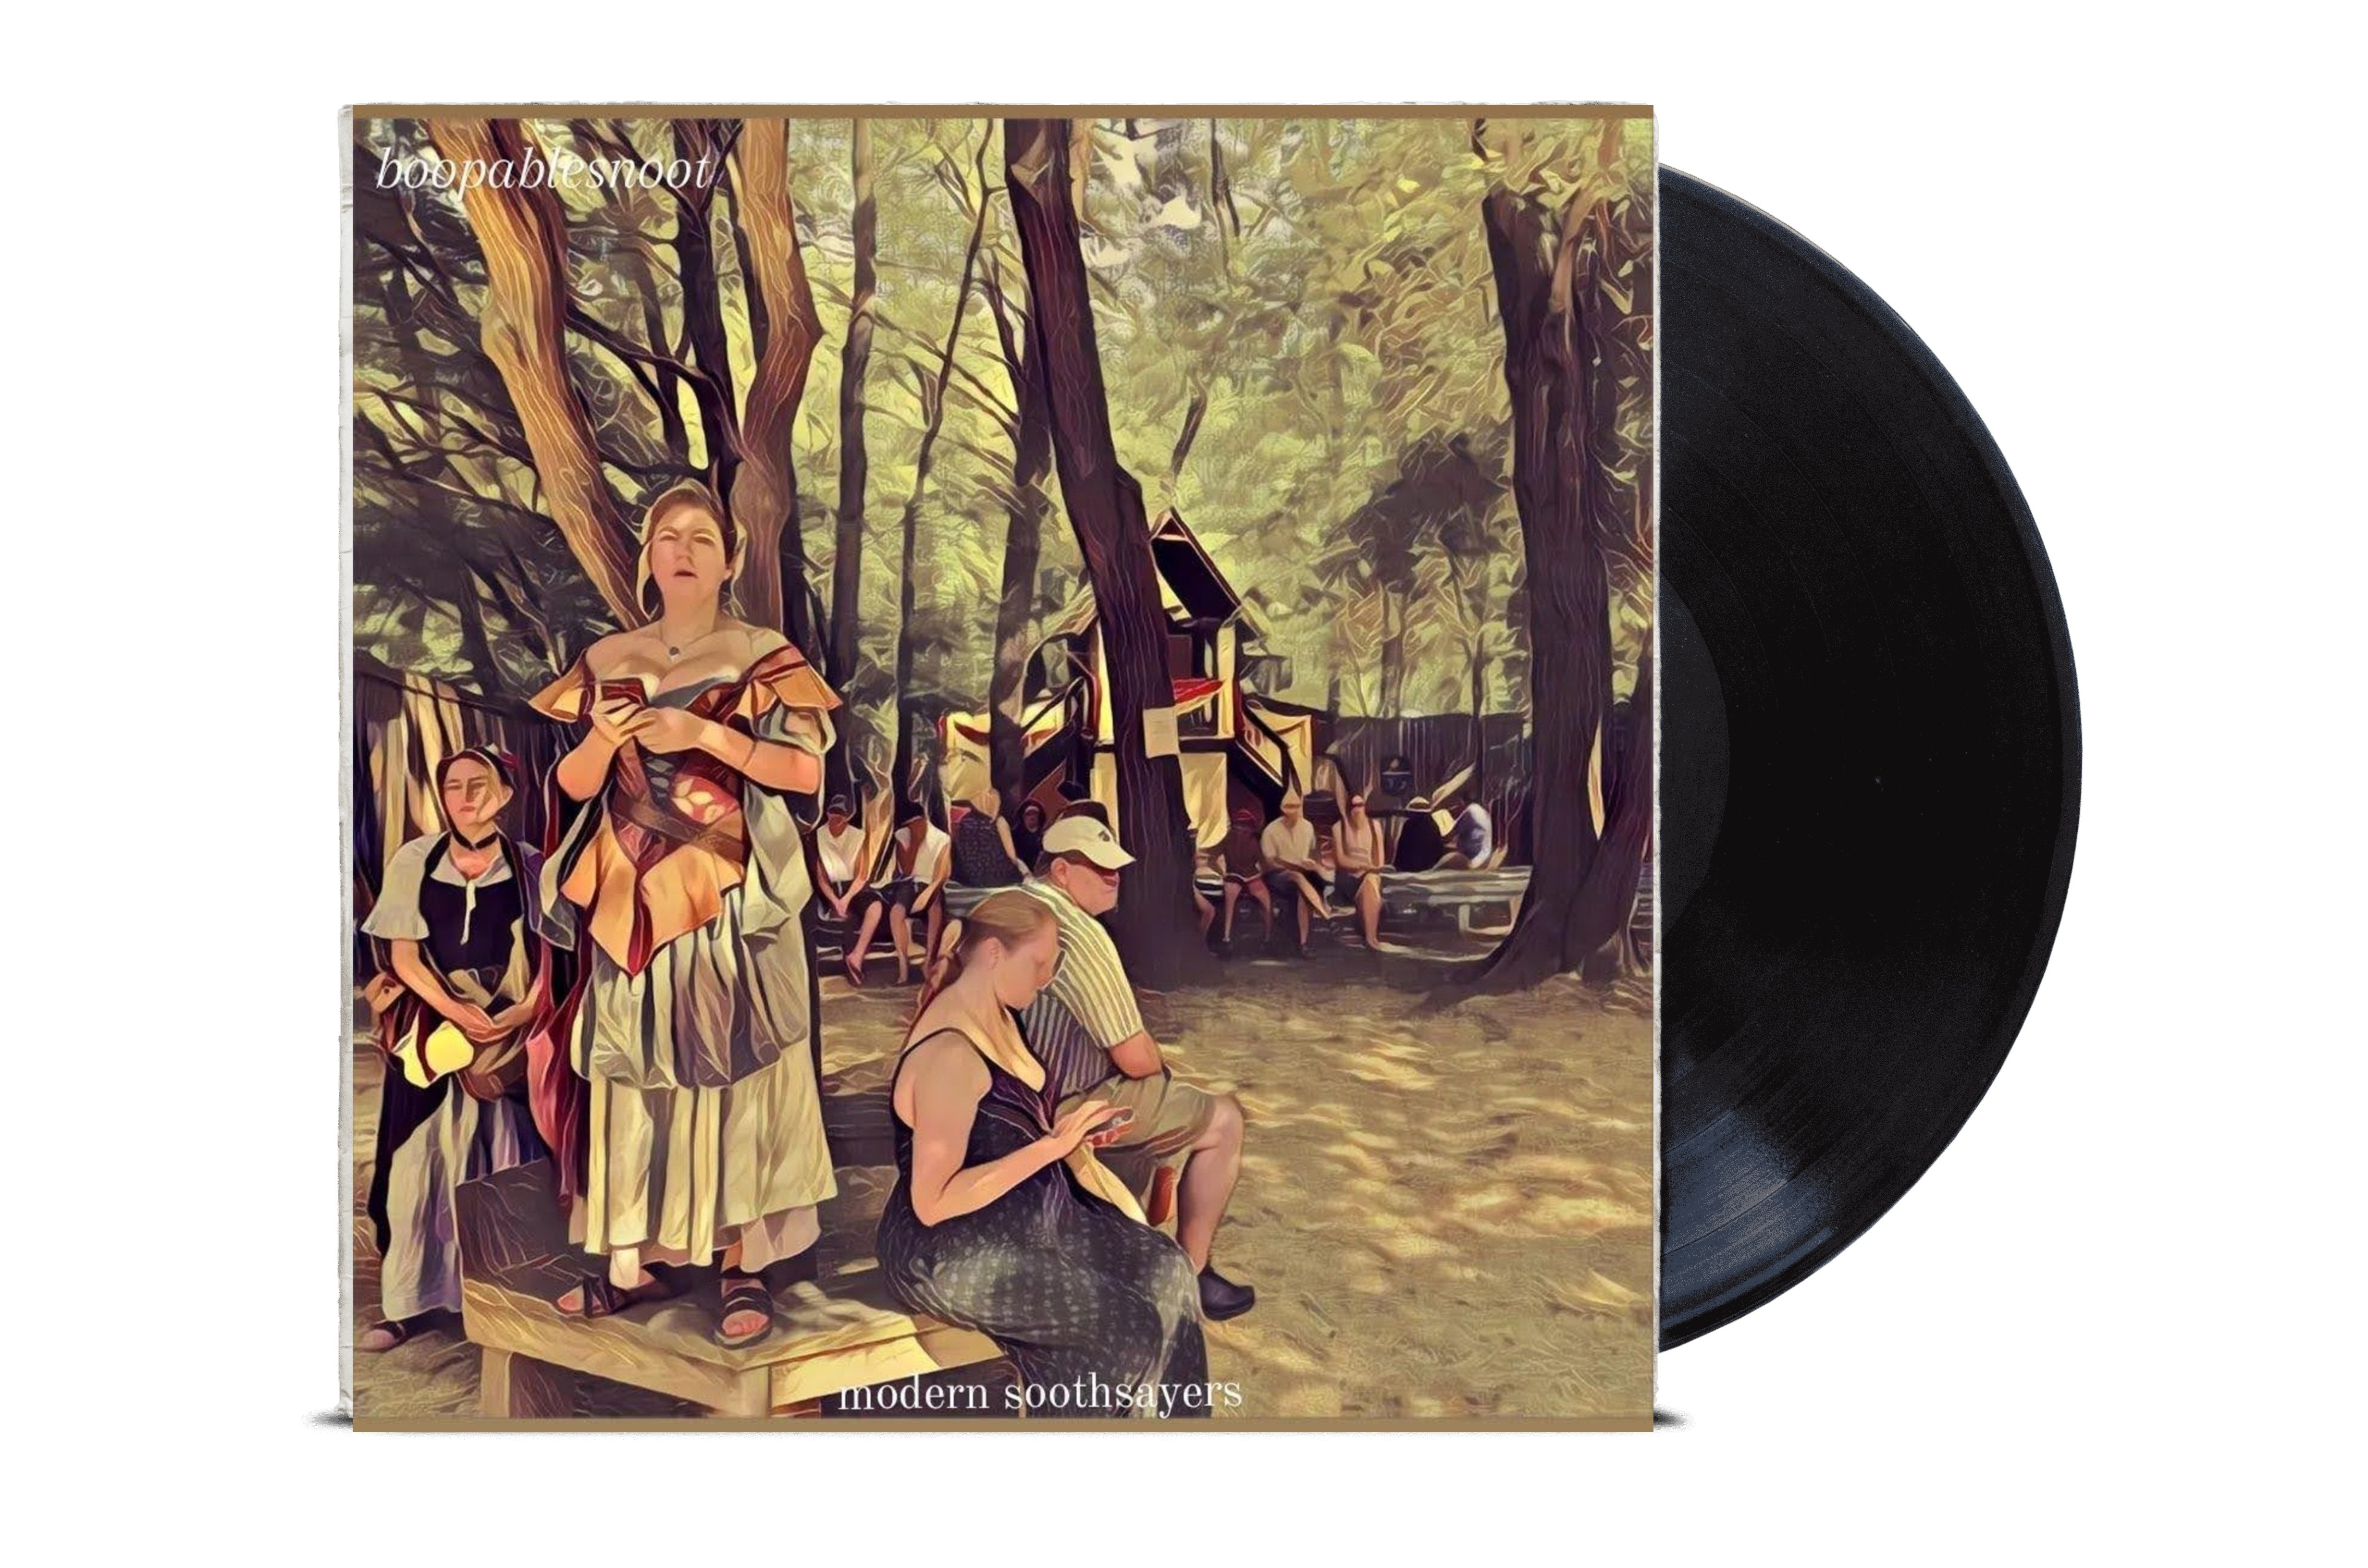 boopablesnoot
modern soothsayers